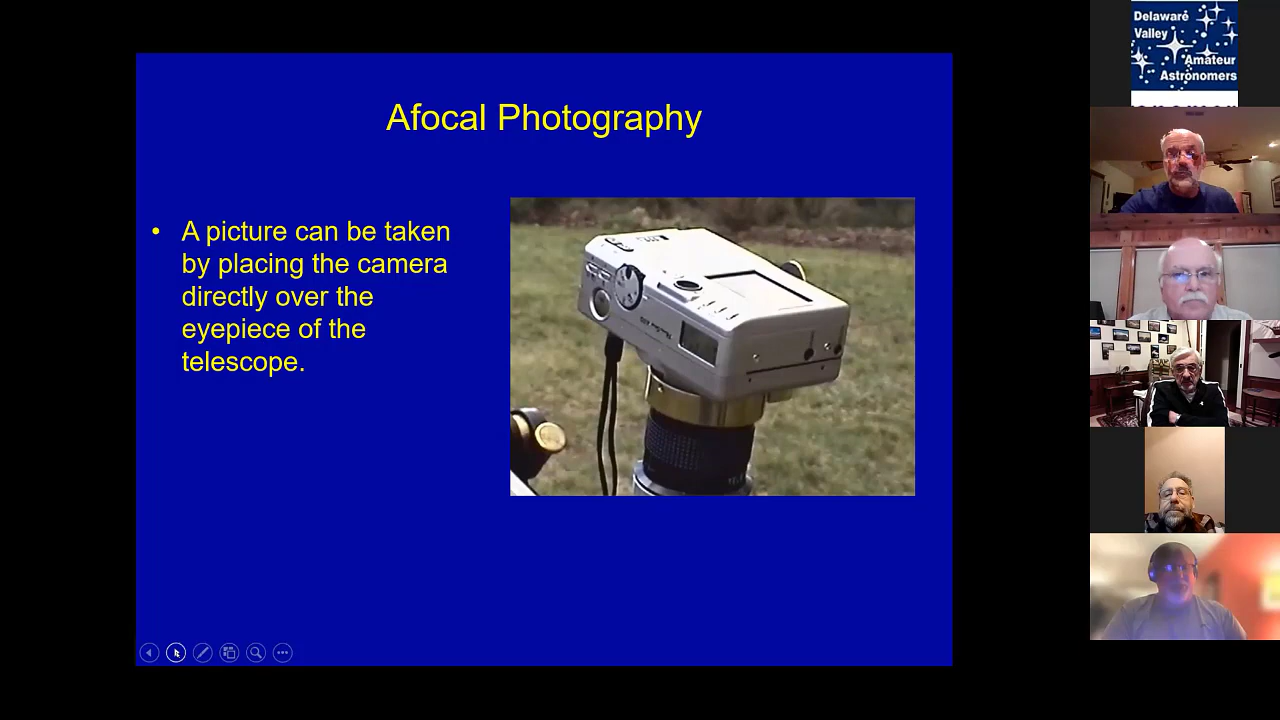 Afocal Photography
• A picture can be taken
by placing the camera
directly over the
eyepiece of the
telescope.
Delaware
Valley
Amateur
Astronomers